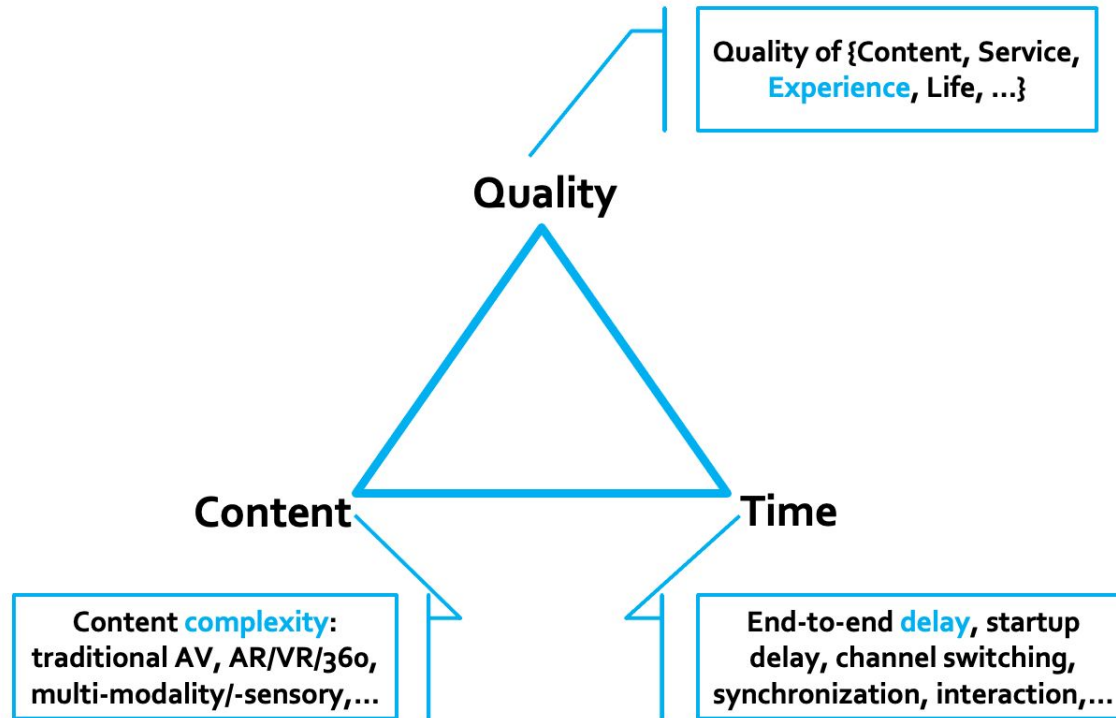 Quality of {Content, Service,
Experience, Life, ...}
Quality
Content
Time
Content complexity:
traditional AV, AR/VR/360,
multi-modality/-sensory,...
End-to-end delay, startup
delay, channel switching,
synchronization, interaction,...